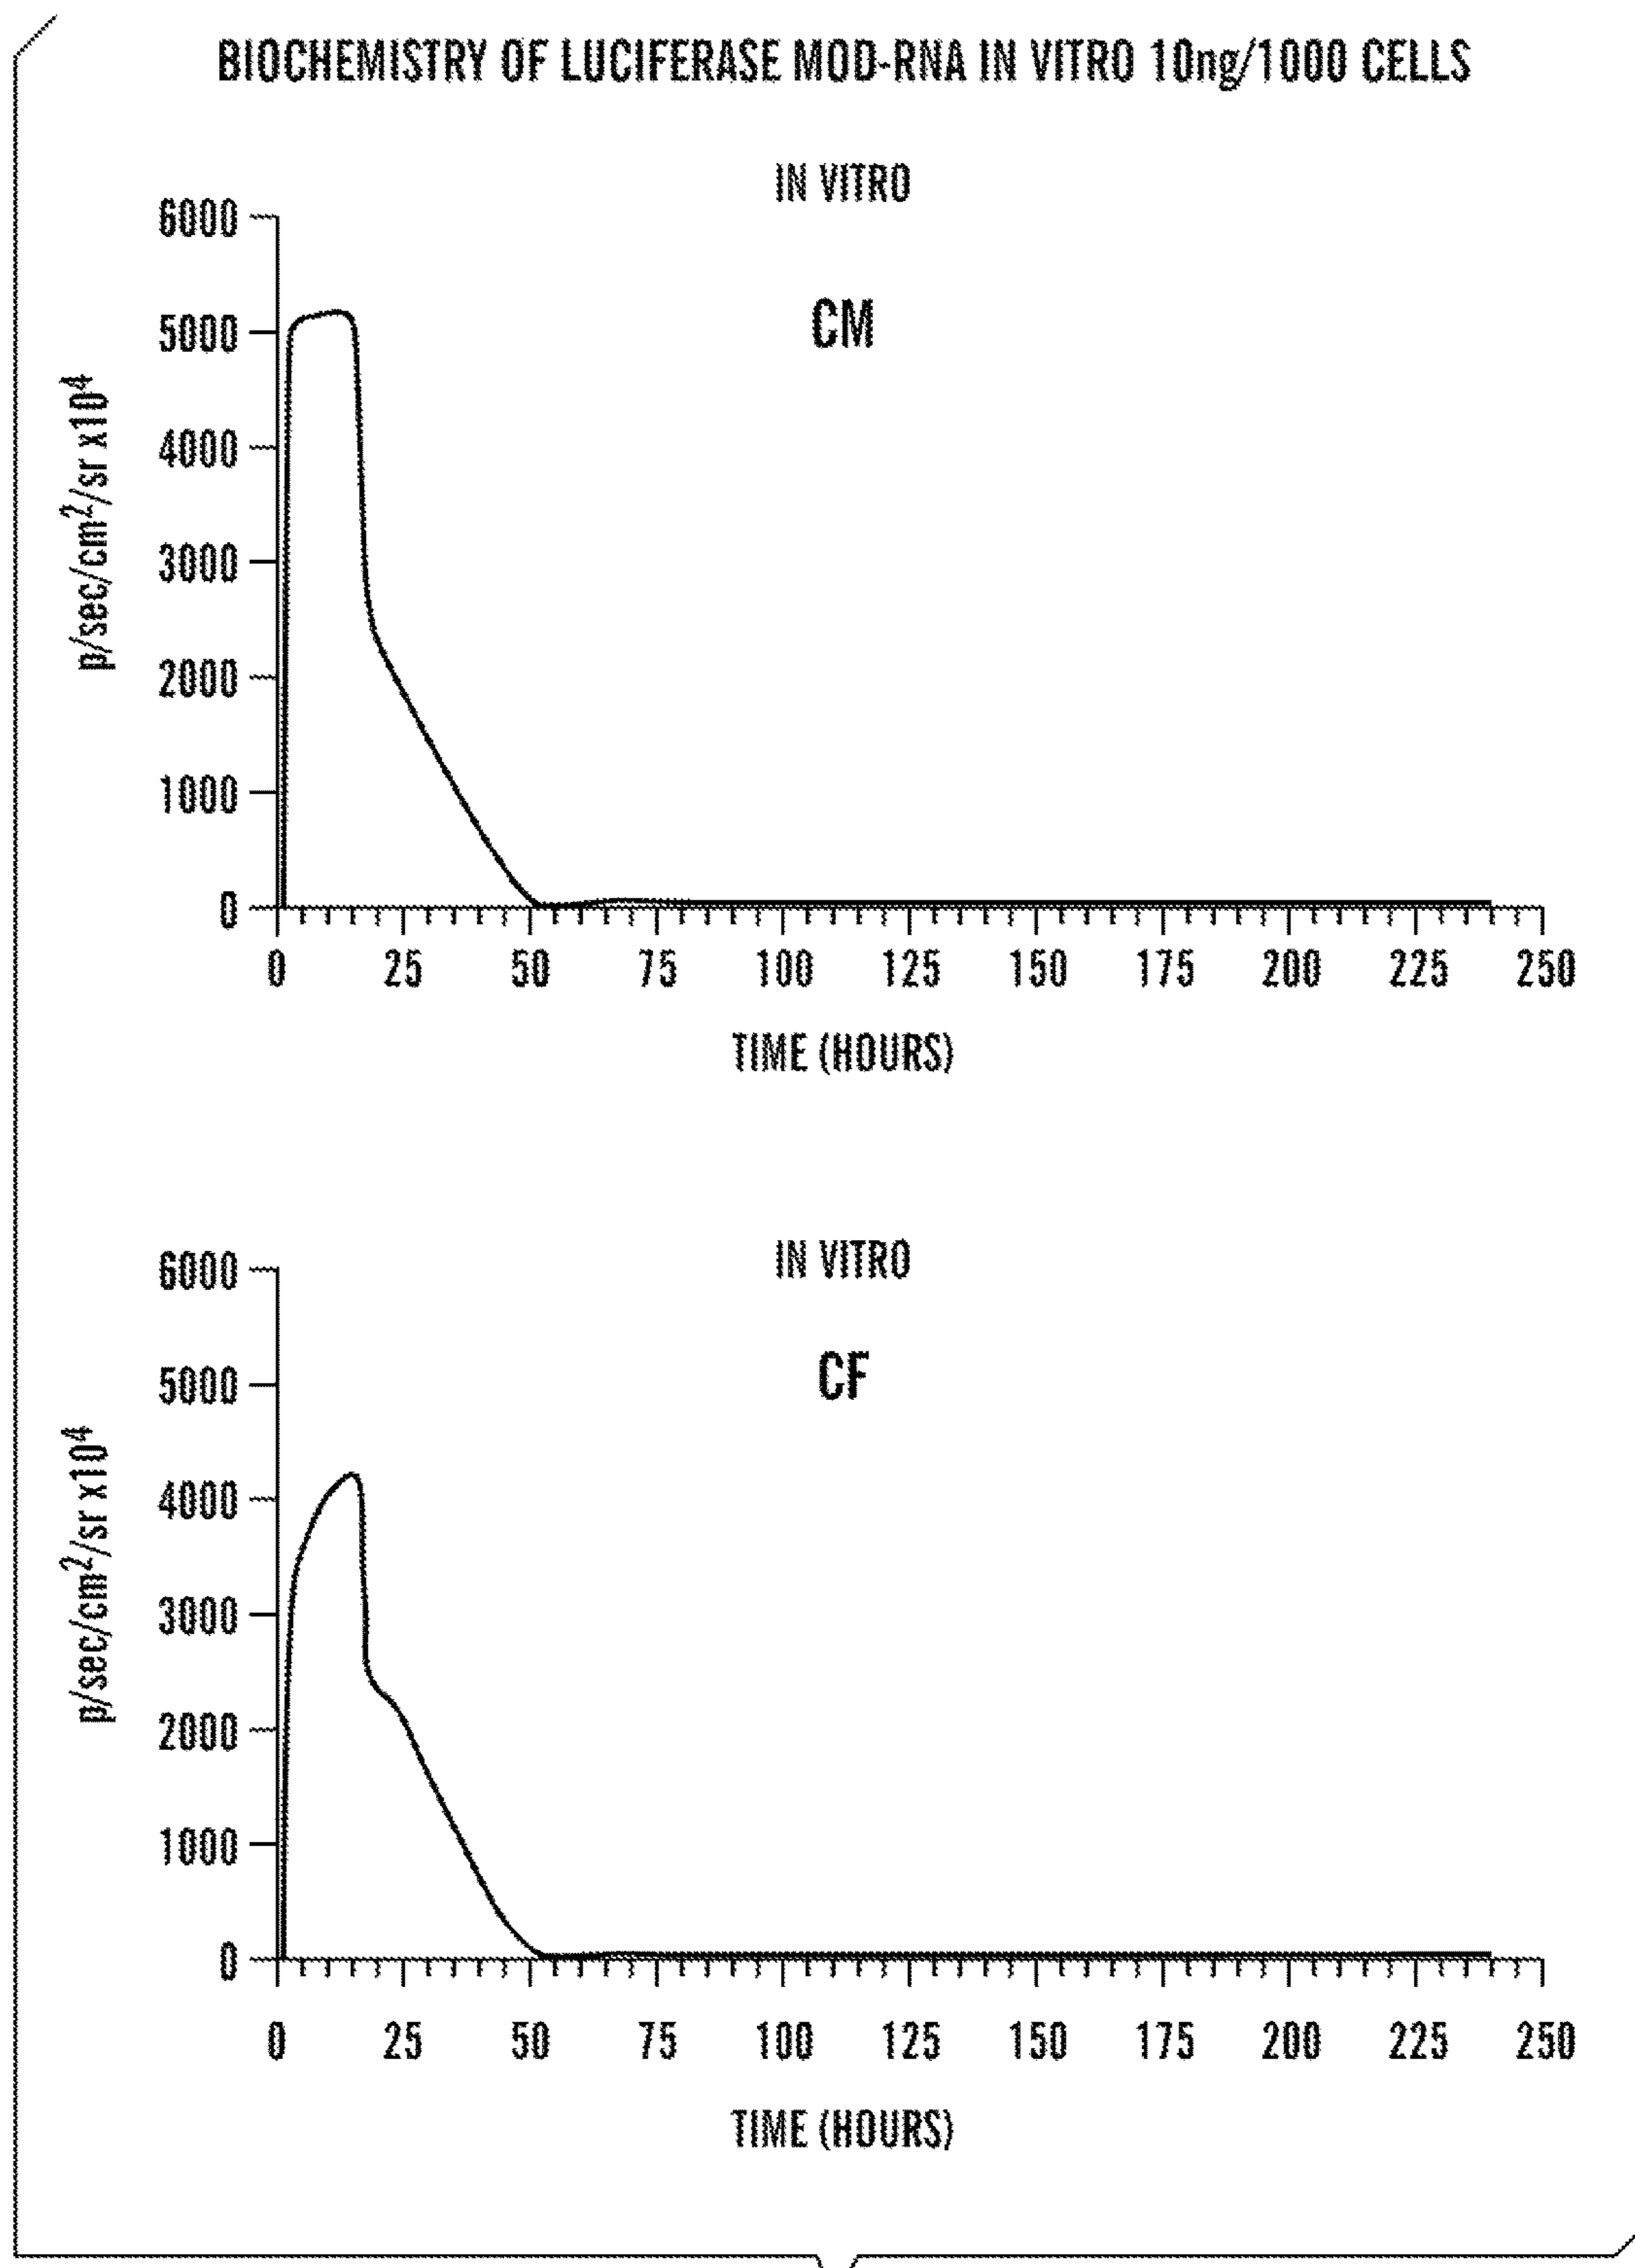 BIOCHEMISTRY OF LUCIFERASE MOD-RNA IN VITRO 10ng/1000 CELLS
IN VITRO
CM
p/sec/cm²/sr x10⁴
6000
5000
4000
3000
2000
1000
0
0 25 50 75 100 125 150 175 200 225 250
TIME (HOURS)
IN VITRO
CF
p/sec/cm²/sr x10⁴
6000
5000
4000
3000
2000
1000
0
0 25 50 75 100 125 150 175 200 225 250
TIME (HOURS)